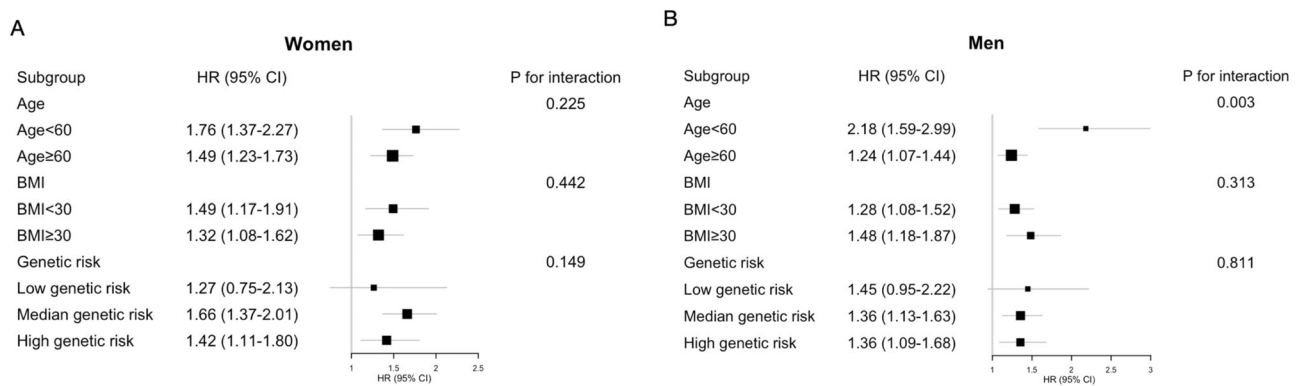 A
Women
Subgroup HR (95% CI) P for interaction
Age 0.225
Age<60 1.76 (1.37-2.27)
Age≥60 1.49 (1.23-1.73)
BMI 0.442
BMI<30 1.49 (1.17-1.91)
BMI≥30 1.32 (1.08-1.62)
Genetic risk 0.149
Low genetic risk 1.27 (0.75-2.13)
Median genetic risk 1.66 (1.37-2.01)
High genetic risk 1.42 (1.11-1.80)
1 1.5 2 2.5
HR (95% CI)
B
Men
Subgroup HR (95% CI) P for interaction
Age 0.003
Age<60 2.18 (1.59-2.99)
Age≥60 1.24 (1.07-1.44)
BMI 0.313
BMI<30 1.28 (1.08-1.52)
BMI≥30 1.48 (1.18-1.87)
Genetic risk 0.811
Low genetic risk 1.45 (0.95-2.22)
Median genetic risk 1.36 (1.13-1.63)
High genetic risk 1.36 (1.09-1.68)
1 1.5 2 2.5 3
HR (95% CI)